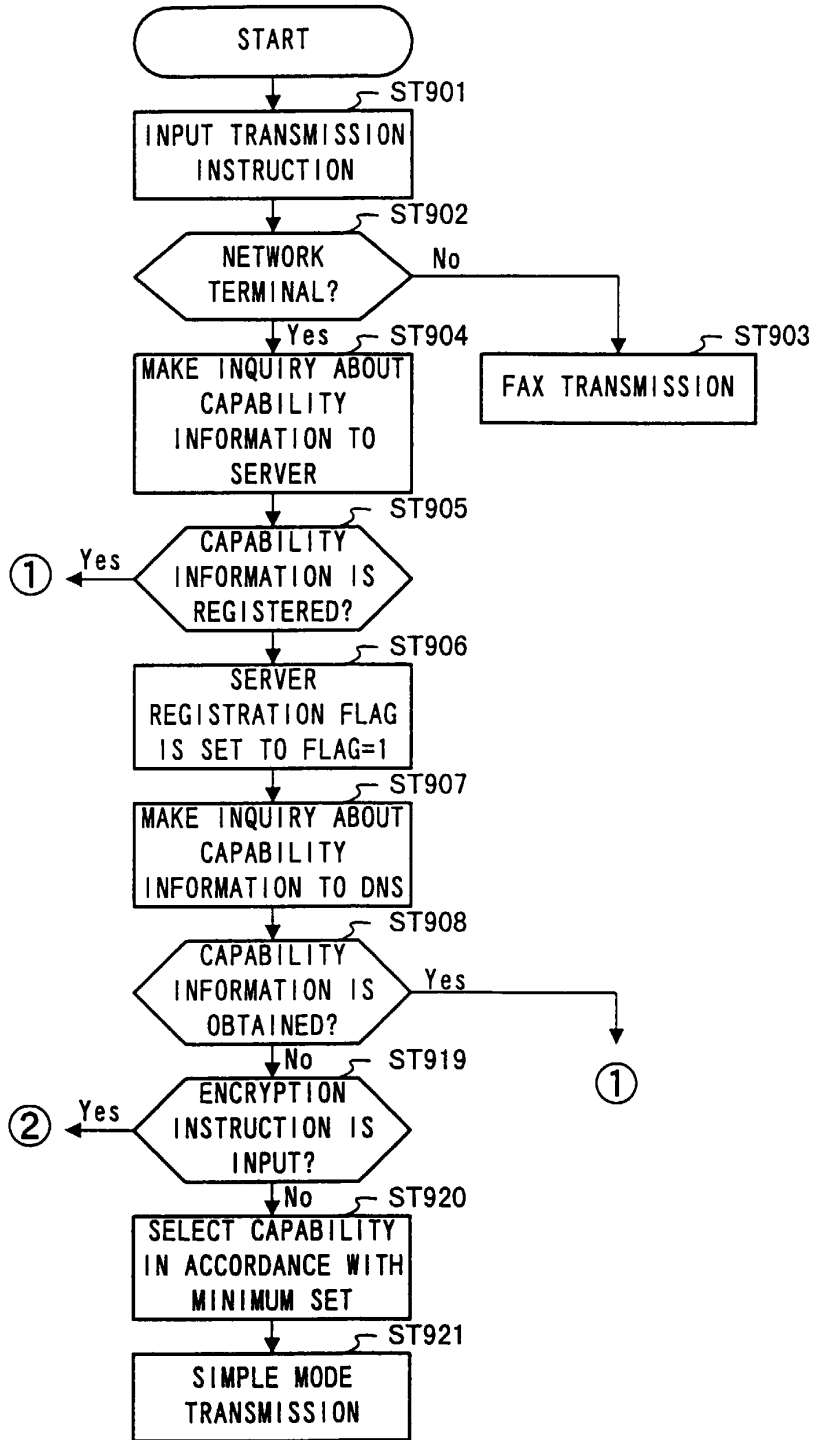 START
ST901
INPUT TRANSMISSION
INSTRUCTION
ST902
NETWORK
TERMINAL?
No
Yes
ST904
ST903
MAKE INQUIRY ABOUT
CAPABILITY
INFORMATION TO
SERVER
FAX TRANSMISSION
ST905
CAPABILITY
INFORMATION IS
REGISTERED?
Yes
①
ST906
SERVER
REGISTRATION FLAG
IS SET TO FLAG=1
ST907
MAKE INQUIRY ABOUT
CAPABILITY
INFORMATION TO DNS
ST908
CAPABILITY
INFORMATION IS
OBTAINED?
Yes
①
No
ST919
ENCRYPTION
INSTRUCTION IS
INPUT?
Yes
②
No
ST920
SELECT CAPABILITY
IN ACCORDANCE WITH
MINIMUM SET
ST921
SIMPLE MODE
TRANSMISSION